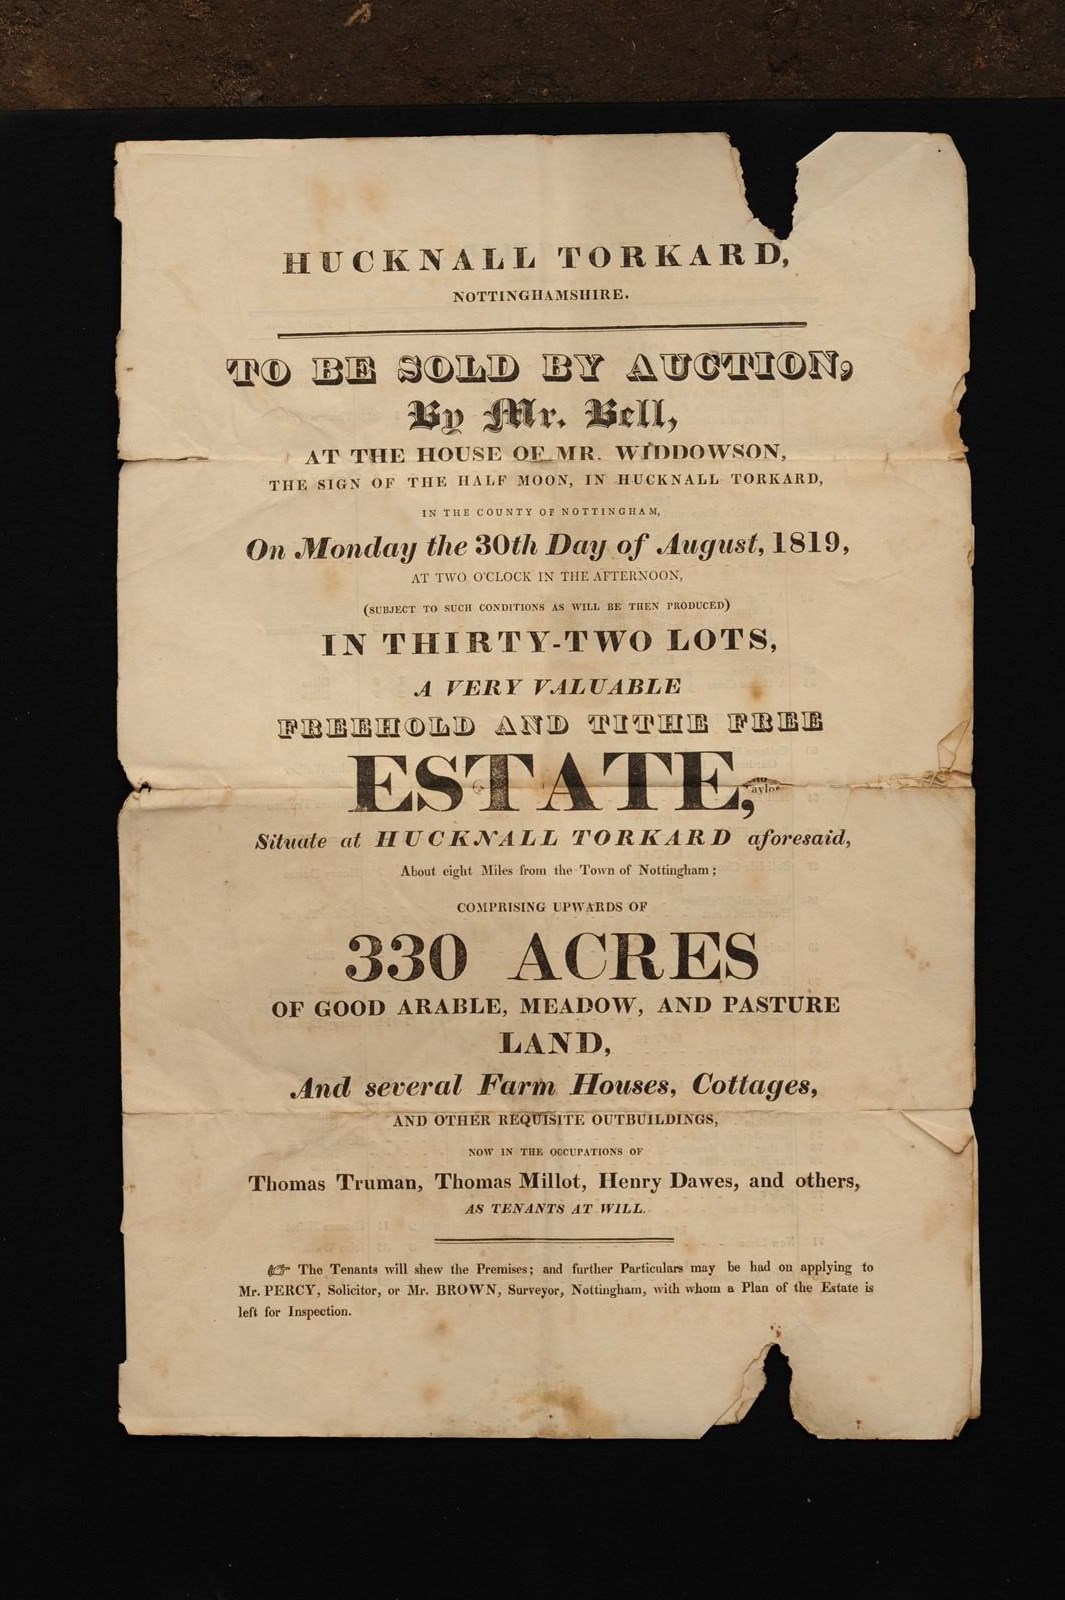 HUCKNALL TORKARD,
NOTTINGHAMSHIRE.
TO BE SOLD BY AUCTION,
By Mr. Bell,
AT THE HOUSE OF MR. WIDDOWSON,
THE SIGN OF THE HALF MOON, IN HUCKNALL TORKARD,
IN THE COUNTY OF NOTTINGHAM,
On Monday the 30th Day of August, 1819,
AT TWO O'CLOCK IN THE AFTERNOON,
(SUBJECT TO SUCH CONDITIONS AS WILL BE THEN PRODUCED)
IN THIRTY-TWO LOTS,
A VERY VALUABLE
FREEHOLD AND TITHE FREE
ESTATE,
Situate at HUCKNALL TORKARD aforesaid,
About eight Miles from the Town of Nottingham;
COMPRISING UPWARDS OF
330 ACRES
OF GOOD ARABLE, MEADOW, AND PASTURE
LAND,
And several Farm Houses, Cottages,
AND OTHER REQUISITE OUTBUILDINGS,
NOW IN THE OCCUPATIONS OF
Thomas Truman, Thomas Millot, Henry Dawes, and others,
AS TENANTS AT WILL.
☞ The Tenants will shew the Premises; and further Particulars may be had on applying to
Mr. PERCY, Solicitor, or Mr. BROWN, Surveyor, Nottingham, with whom a Plan of the Estate is
left for Inspection.